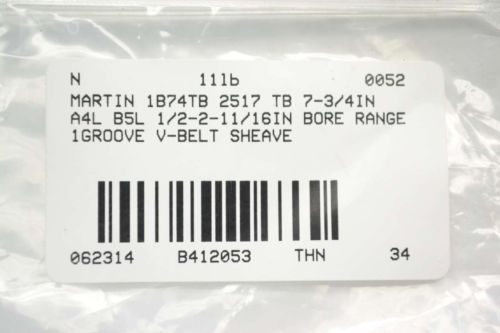 N 11lb 0052
MARTIN 1B74TB 2517 TB 7-3/4IN
A4L B5L 1/2-2-11/16IN BORE RANGE
1GROOVE V-BELT SHEAVE
062314 B412053 THN 34